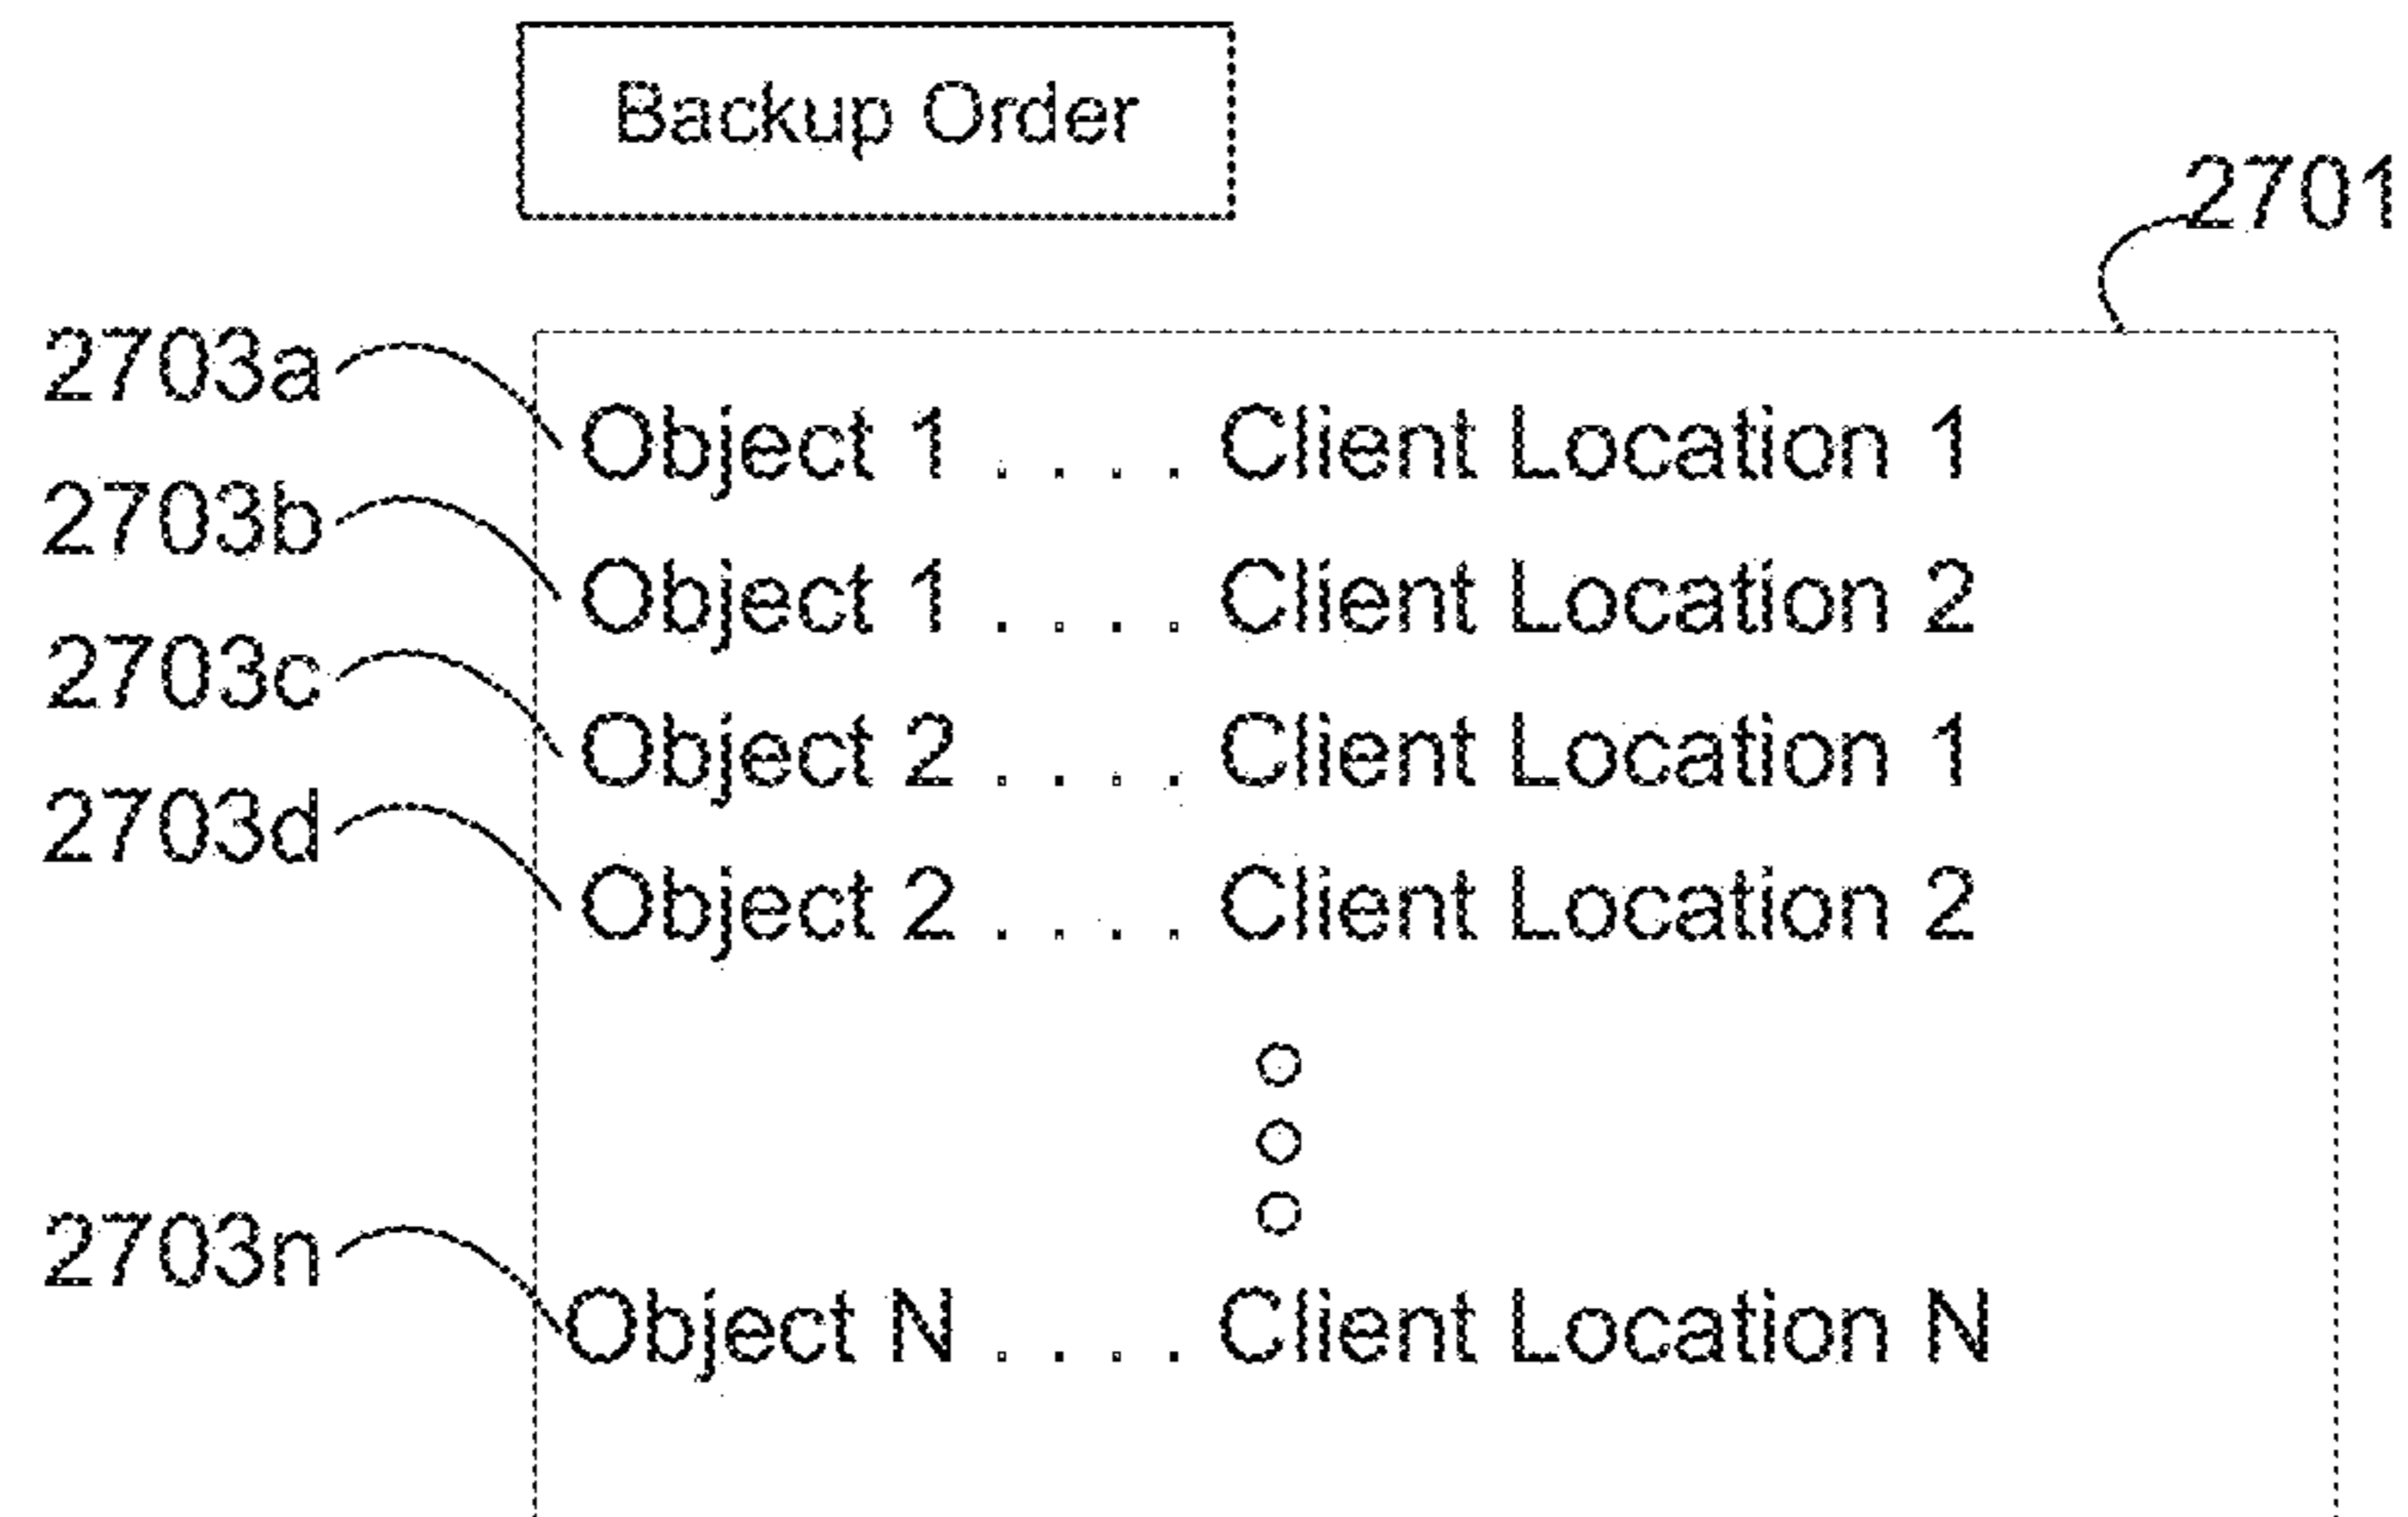 Backup Order
2701
2703a
Object 1 . . . . Client Location 1
2703b
Object 1 . . . . Client Location 2
2703c
Object 2 . . . . Client Location 1
2703d
Object 2 . . . . Client Location 2
2703n
Object N . . . . Client Location N